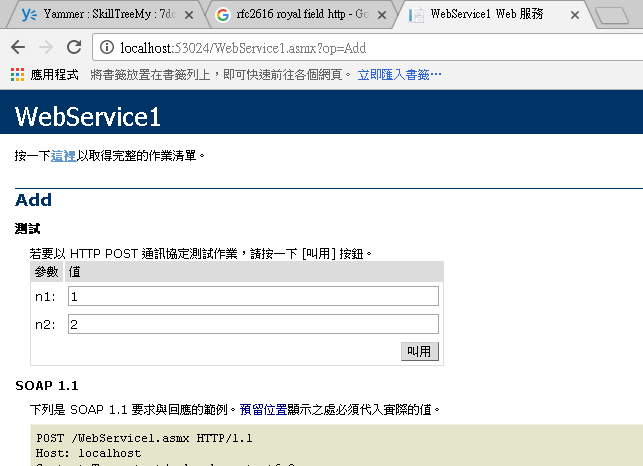 Yammer : SkillTreeMy : 7d
rfc2616 royal field http - Go
WebService1 Web 服務
localhost:53024/WebService1.asmx?op=Add
應用程式 將書籤放置在書籤列上，即可快速前往各個網頁。 立即匯入書籤…
WebService1
按一下這裡以取得完整的作業清單。
Add
測試
若要以 HTTP POST 通訊協定測試作業，請按一下 [叫用] 按鈕。
參數 值
n1: 1
n2: 2
叫用
SOAP 1.1
下列是 SOAP 1.1 要求與回應的範例。預留位置顯示之處必須代入實際的值。
POST /WebService1.asmx HTTP/1.1
Host: localhost